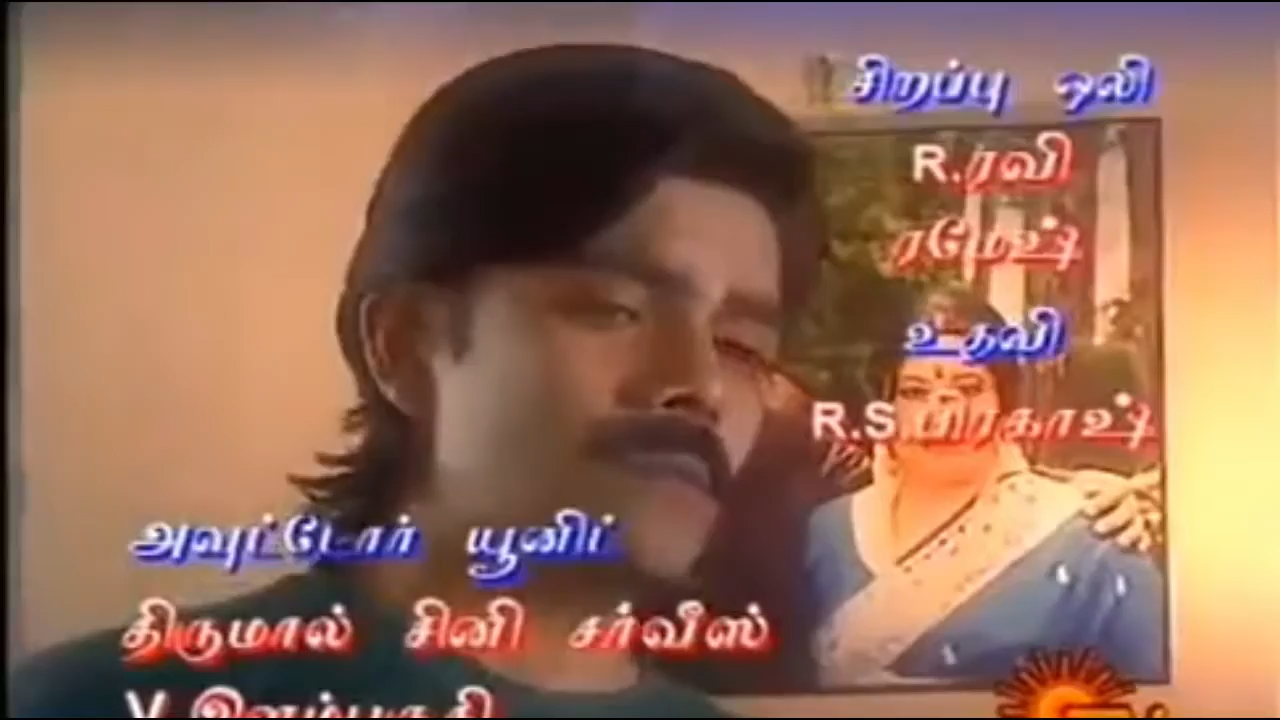 சிறப்பு ஒலி
R.ரவி
ரமேஷ்
உதவி
R.S.பிரகாஷ்
அவுட்டோர் யூனிட்
திருமால் சினி சர்வீஸ்